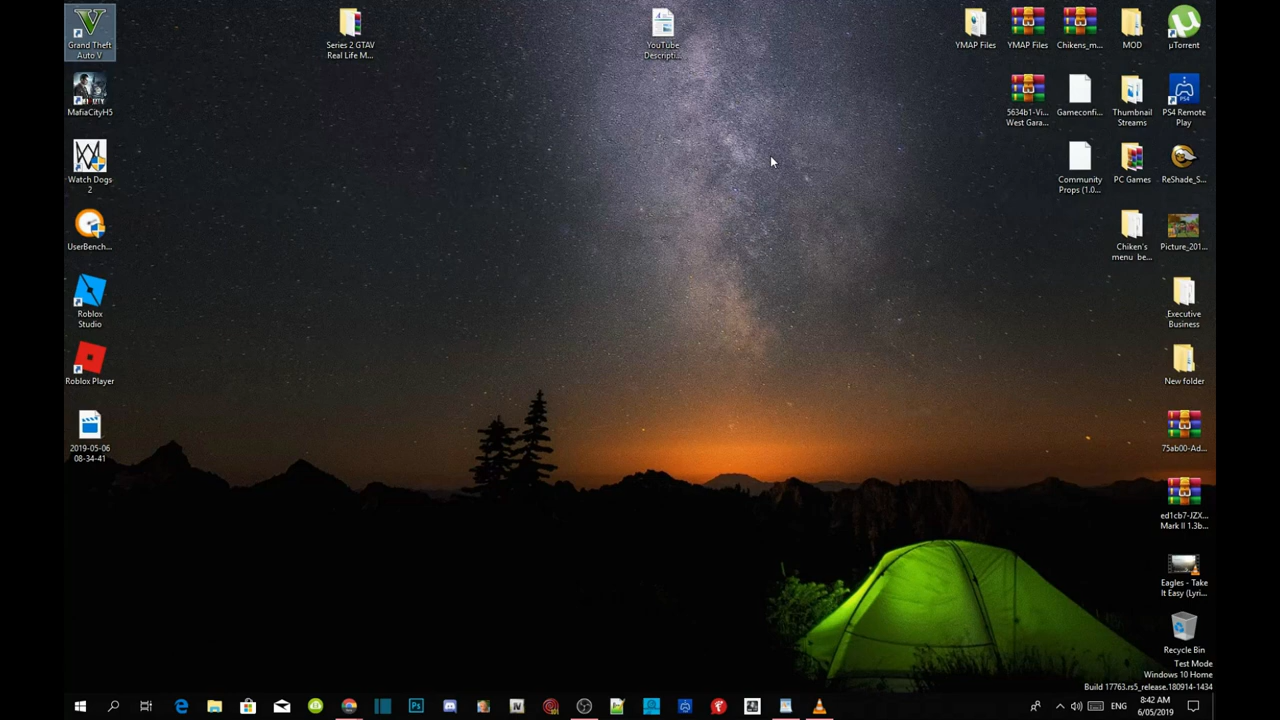 Grand Theft
Auto V
MafiaCityH5
Watch Dogs
2
UserBench...
Roblox
Studio
Roblox Player
2019-05-06
08-34-41
Series 2 GTAV
Real Life M...
YouTube
Descripti...
YMAP Files
YMAP Files
Chikens_m...
MOD
µTorrent
5634b1-Vi...
West Gara...
Gameconfi...
Thumbnail
Streams
PS4 Remote
Play
Community
Props (1.0...
PC Games
ReShade_S...
Chiken's
menu be...
Picture_201...
Executive
Business
New folder
75ab00-Ad...
ed1cb7-JZX...
Mark II 1.3b...
Eagles - Take
It Easy (Lyri...
Recycle Bin
Test Mode
Windows 10 Home
Build 17763.rs5_release.180914-1434
ENG
8:42 AM
6/05/2019